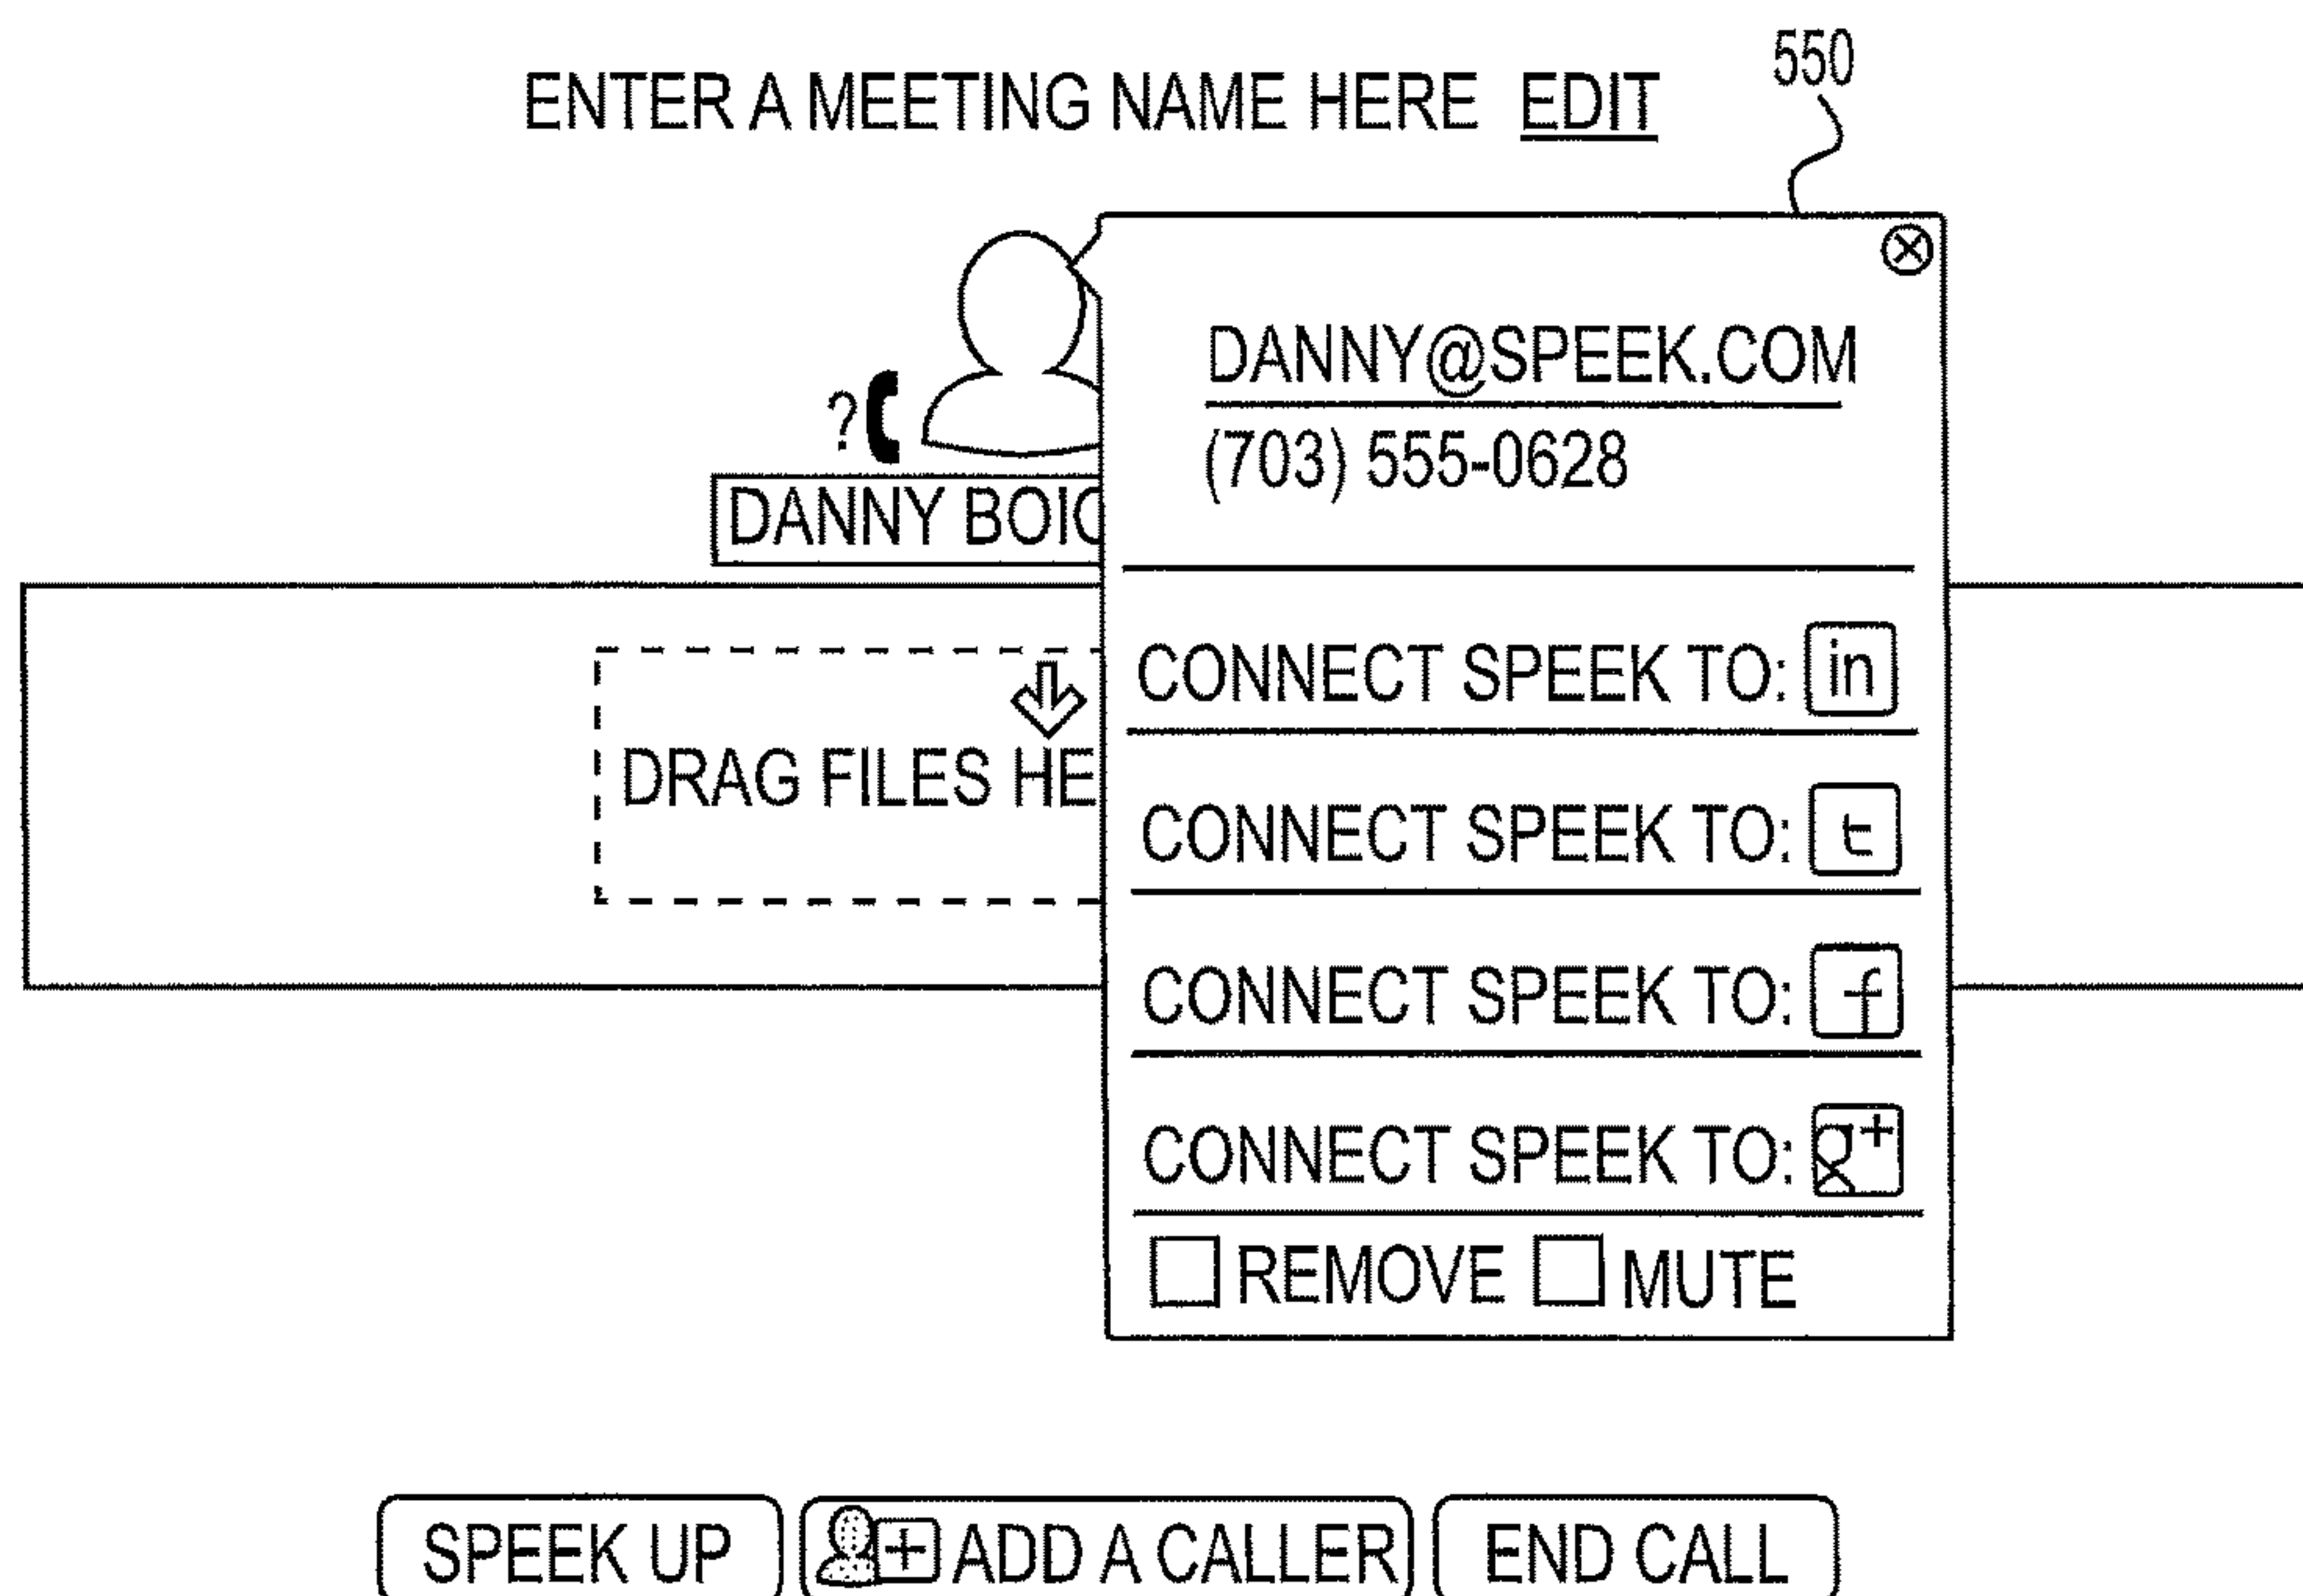 550
ENTER A MEETING NAME HERE EDIT
DANNY@SPEEK.COM
(703) 555-0628
?
DANNY BOIC
CONNECT SPEEK TO: in
DRAG FILES HE
CONNECT SPEEK TO: t
CONNECT SPEEK TO: f
CONNECT SPEEK TO: g+
REMOVE MUTE
SPEEK UP + ADD A CALLER END CALL